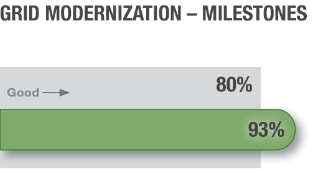 GRID MODERNIZATION – MILESTONES
80%
Good
93%